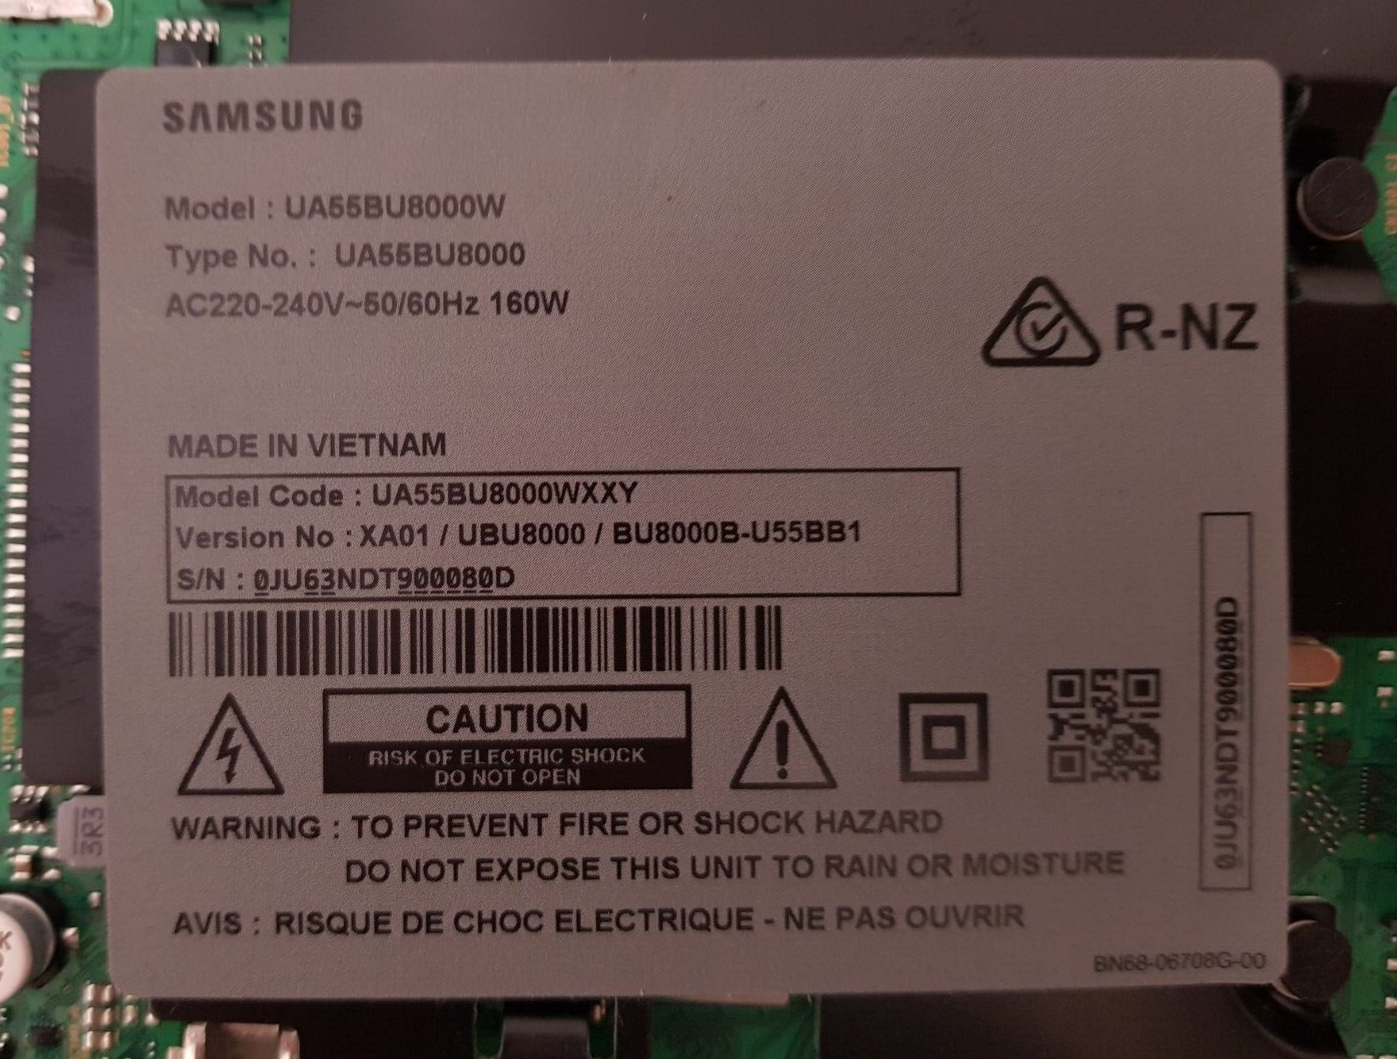 SAMSUNG
Model : UA55BU8000W
Type No. : UA55BU8000
AC220-240V~50/60Hz 160W
R-NZ
MADE IN VIETNAM
Model Code : UA55BU8000WXXY
Version No : XA01 / UBU8000 / BU8000B-U55BB1
S/N : 0JU63NDT900080D
0JU63NDT900080D
CAUTION
RISK OF ELECTRIC SHOCK
DO NOT OPEN
WARNING : TO PREVENT FIRE OR SHOCK HAZARD
DO NOT EXPOSE THIS UNIT TO RAIN OR MOISTURE
AVIS : RISQUE DE CHOC ELECTRIQUE - NE PAS OUVRIR
BN68-06708G-00
3R3